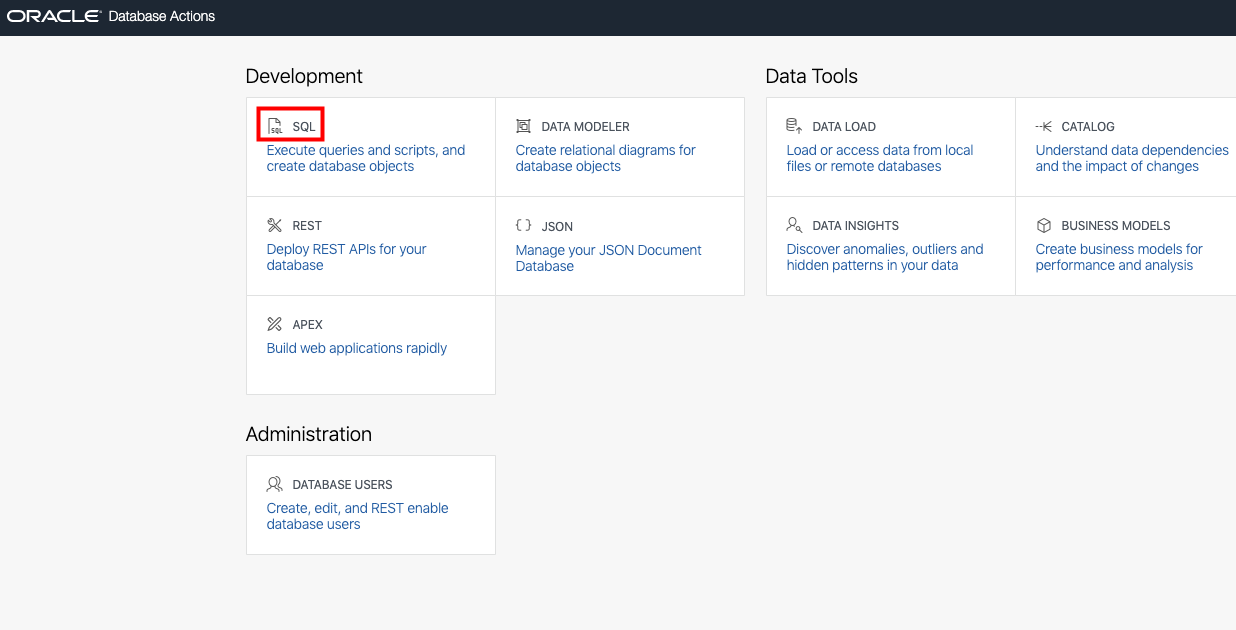 ORACLE Database Actions
Development
SQL
Execute queries and scripts, and
create database objects
DATA MODELER
Create relational diagrams for
database objects
REST
Deploy REST APIs for your
database
JSON
Manage your JSON Document
Database
APEX
Build web applications rapidly
Data Tools
DATA LOAD
Load or access data from local
files or remote databases
CATALOG
Understand data dependencies
and the impact of changes
DATA INSIGHTS
Discover anomalies, outliers and
hidden patterns in your data
BUSINESS MODELS
Create business models for
performance and analysis
Administration
DATABASE USERS
Create, edit, and REST enable
database users